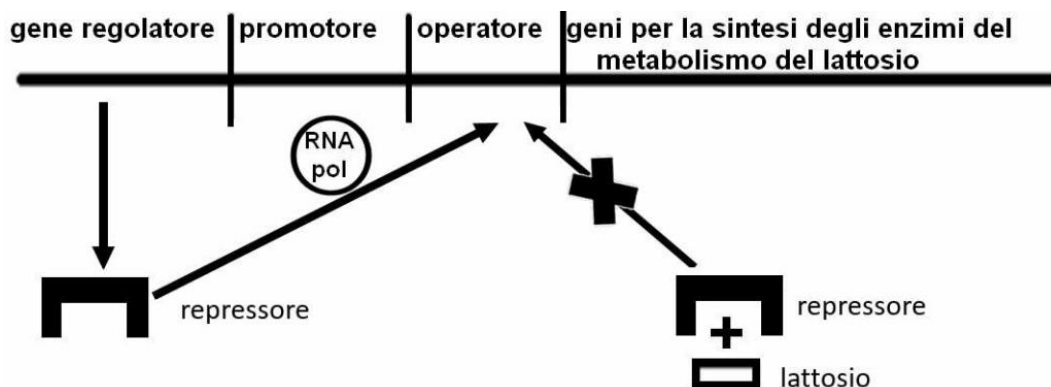 gene regolatore promotore operatore geni per la sintesi degli enzimi del
metabolismo del lattosio
RNA
pol
repressore
repressore
+
lattosio